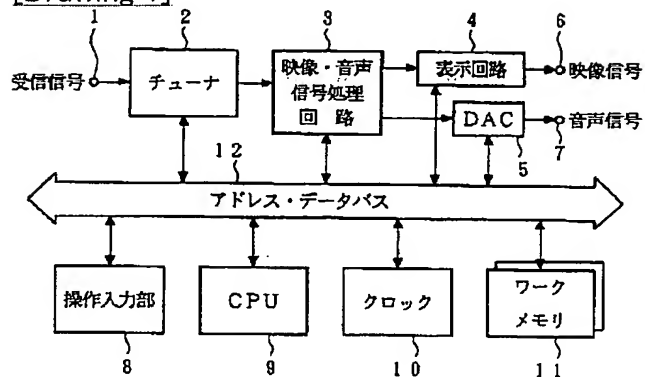 1 2 3 4 6
受信信号
チューナ
映像・音声
信号処理
回 路
表示回路
映像信号
DAC
音声信号
5 7
12
アドレス・データバス
操作入力部
CPU
クロック
ワーク
メモリ
8 9 10 11